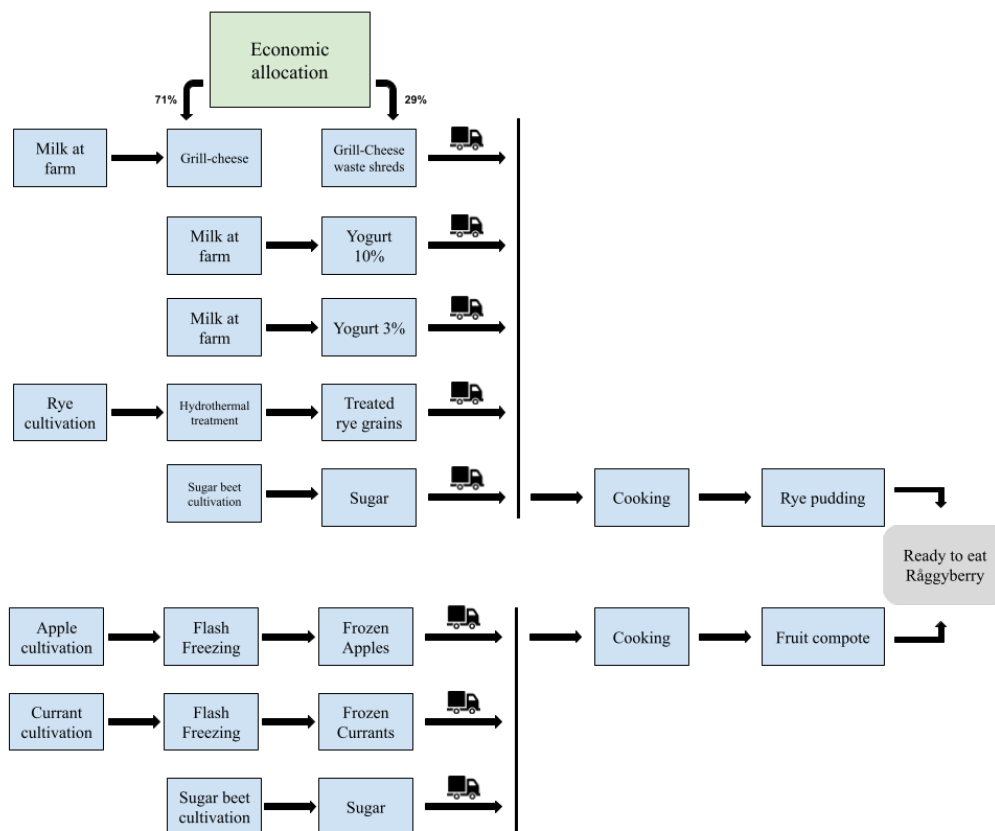 Economic
allocation
71%
29%
Milk at
farm
Grill-cheese
Grill-Cheese
waste shreds
Milk at
farm
Yogurt
10%
Milk at
farm
Yogurt 3%
Rye
cultivation
Hydrothermal
treatment
Treated
rye grains
Sugar beet
cultivation
Sugar
Cooking
Rye pudding
Ready to eat
Råggyberry
Apple
cultivation
Flash
Freezing
Frozen
Apples
Cooking
Fruit compote
Currant
cultivation
Flash
Freezing
Frozen
Currants
Sugar beet
cultivation
Sugar